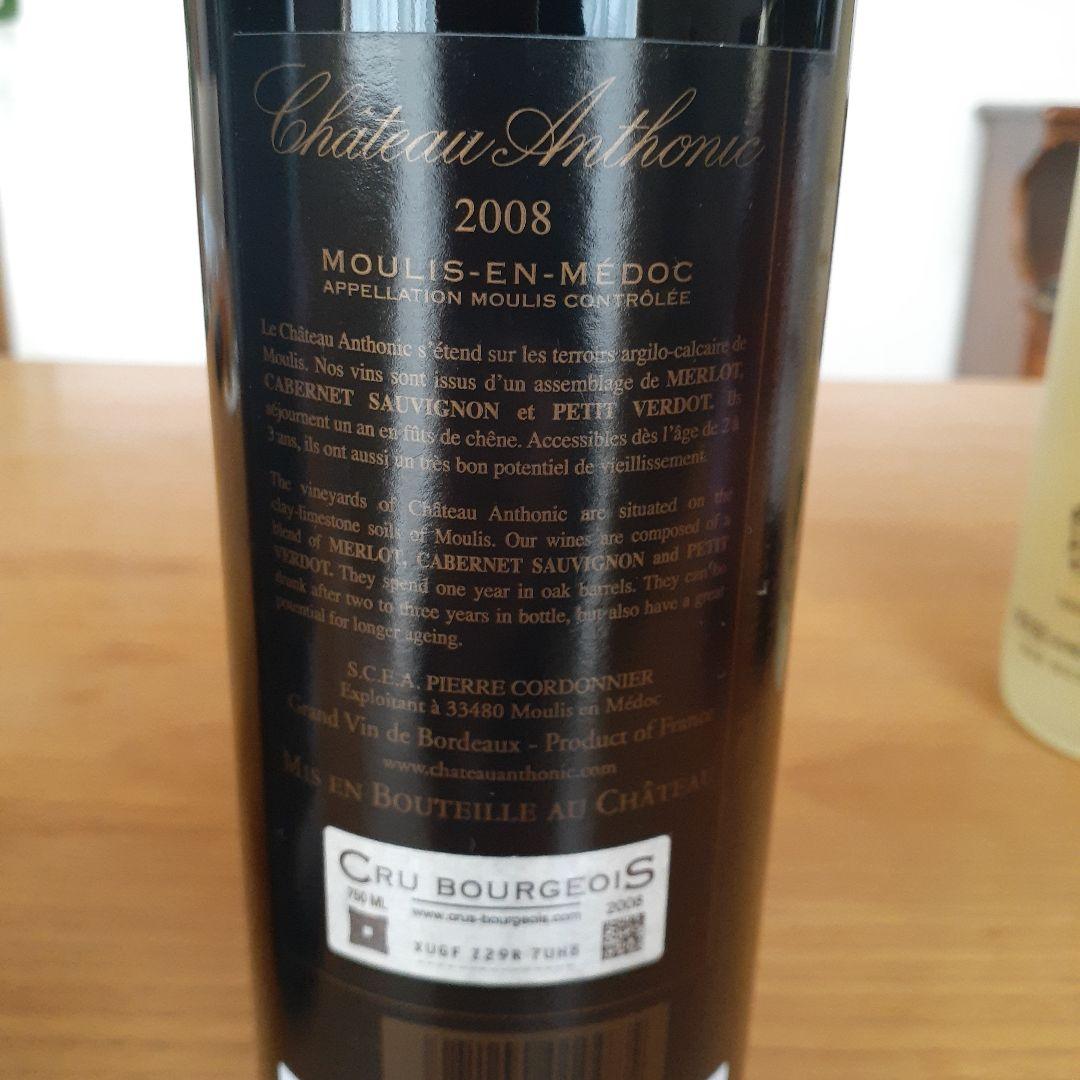 Château Anthonic
2008
MOULIS-EN-MÉDOC
APPELLATION MOULIS CONTRÔLÉE
Le Château Anthonic s'étend sur les terroirs argilo-calcaire de
Moulis. Nos vins sont issus d'un assemblage de MERLOT,
CABERNET SAUVIGNON et PETIT VERDOT. Ils
séjournent un an en fûts de chêne. Accessibles dès l'âge de 2 à
3 ans, ils ont aussi un très bon potentiel de vieillissement.
The vineyards of Château Anthonic are situated on the
clay-limestone soils of Moulis. Our wines are composed of a
blend of MERLOT, CABERNET SAUVIGNON and PETIT
VERDOT. They spend one year in oak barrels. They can be
drunk after two to three years in bottle, but also have a great
potential for longer ageing.
S.C.E.A. PIERRE CORDONNIER
Exploitant à 33480 Moulis en Médoc
Grand Vin de Bordeaux - Product of France
www.chateauanthonic.com
MIS EN BOUTEILLE AU CHÂTEAU
CRU BOURGEOIS
750 ML
www.crus-bourgeois.com
2008